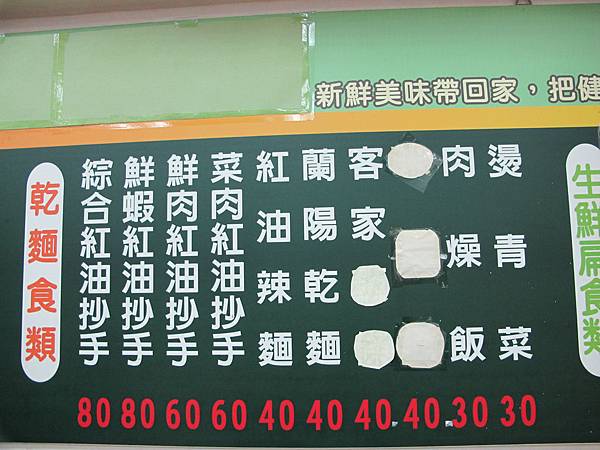 新鮮美味帶回家，把健
生鮮扁食類
燙青菜 30
肉燥飯 30
40
客家 40
蘭陽乾麵 40
紅油辣麵 40
菜肉紅油抄手 60
鮮肉紅油抄手 60
鮮蝦紅油抄手 80
綜合紅油抄手 80
乾麵食類